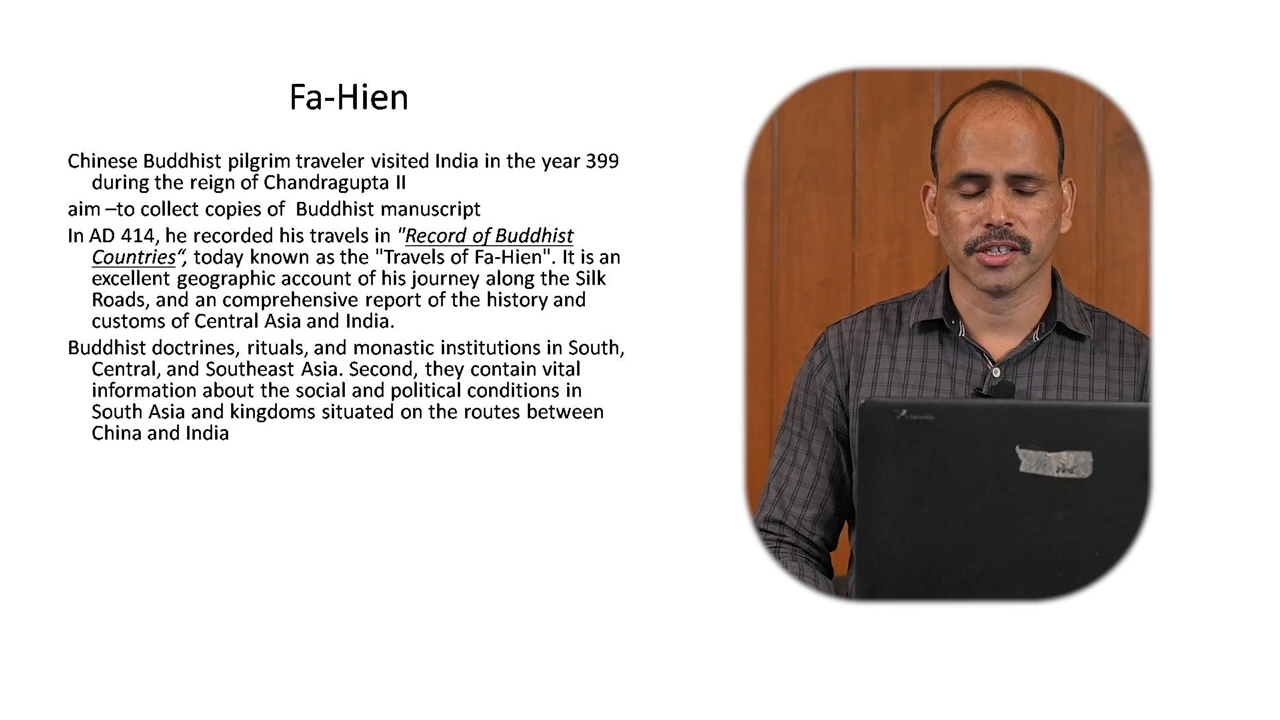 Fa-Hien
Chinese Buddhist pilgrim traveler visited India in the year 399
during the reign of Chandragupta II
aim –to collect copies of  Buddhist manuscript
In AD 414, he recorded his travels in "Record of Buddhist
Countries“, today known as the "Travels of Fa-Hien". It is an
excellent geographic account of his journey along the Silk
Roads, and an comprehensive report of the history and
customs of Central Asia and India.
Buddhist doctrines, rituals, and monastic institutions in South,
Central, and Southeast Asia. Second, they contain vital
information about the social and political conditions in
South Asia and kingdoms situated on the routes between
China and India